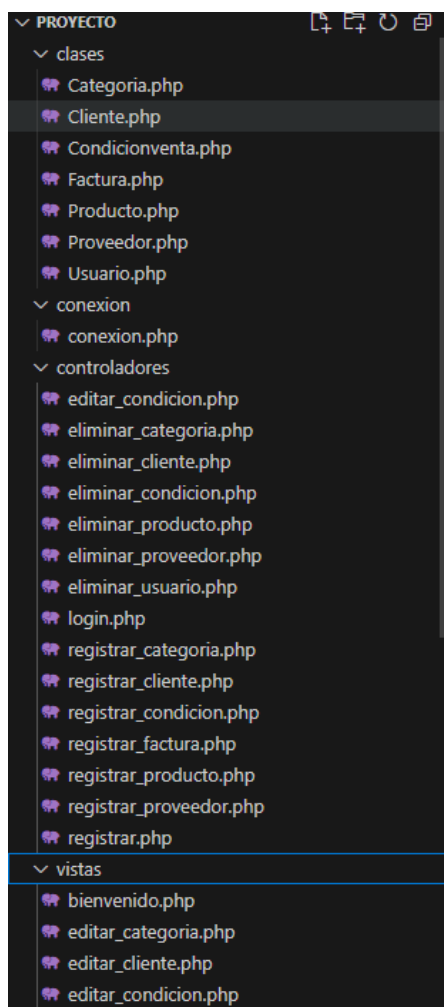 PROYECTO
clases
Categoria.php
Cliente.php
Condicionventa.php
Factura.php
Producto.php
Proveedor.php
Usuario.php
conexion
conexion.php
controladores
editar_condicion.php
eliminar_categoria.php
eliminar_cliente.php
eliminar_condicion.php
eliminar_producto.php
eliminar_proveedor.php
eliminar_usuario.php
login.php
registrar_categoria.php
registrar_cliente.php
registrar_condicion.php
registrar_factura.php
registrar_producto.php
registrar_proveedor.php
registrar.php
vistas
bienvenido.php
editar_categoria.php
editar_cliente.php
editar_condicion.php